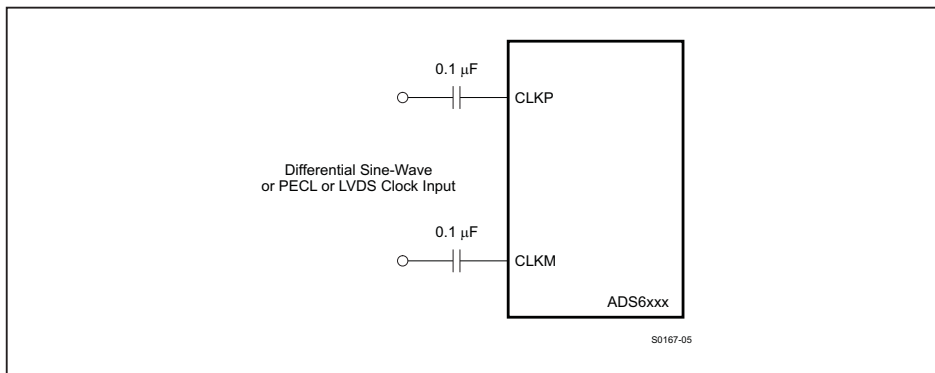 0.1 μF
CLKP
Differential Sine-Wave
or PECL or LVDS Clock Input
0.1 μF
CLKM
ADS6xxx
S0167-05